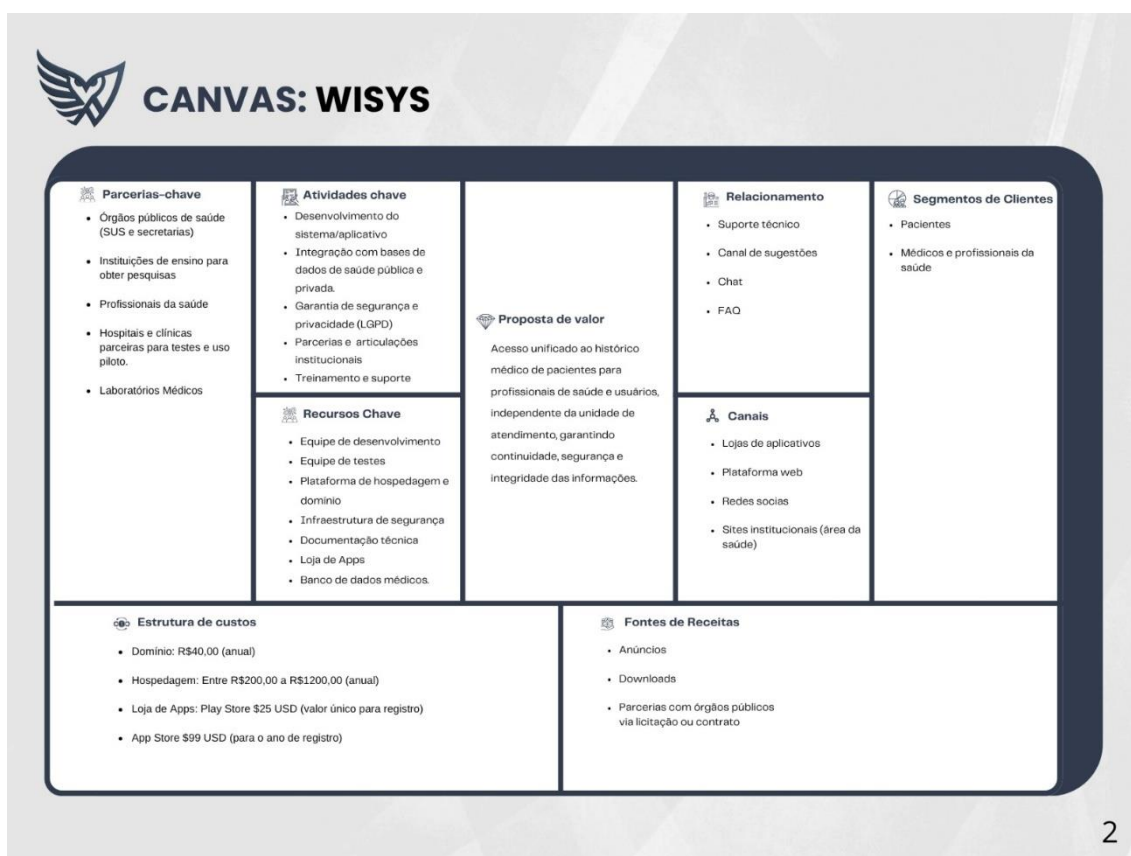 CANVAS: WISYS
Parcerias-chave
• Órgãos públicos de saúde
(SUS e secretarias)
• Instituições de ensino para
obter pesquisas
• Profissionais da saúde
• Hospitais e clínicas
parceiras para testes e uso
piloto.
• Laboratórios Médicos
Atividades chave
• Desenvolvimento do
sistema/aplicativo
• Integração com bases de
dados de saúde pública e
privada.
• Garantia de segurança e
privacidade (LGPD)
• Parcerias e articulações
institucionais
• Treinamento e suporte
Recursos Chave
• Equipe de desenvolvimento
• Equipe de testes
• Plataforma de hospedagem e
domínio
• Infraestrutura de segurança
• Documentação técnica
• Loja de Apps
• Banco de dados médicos.
Proposta de valor
Acesso unificado ao histórico
médico de pacientes para
profissionais de saúde e usuários,
independente da unidade de
atendimento, garantindo
continuidade, segurança e
integridade das informações.
Relacionamento
• Suporte técnico
• Canal de sugestões
• Chat
• FAQ
Canais
• Lojas de aplicativos
• Plataforma web
• Redes socias
• Sites institucionais (área da
saúde)
Segmentos de Clientes
• Pacientes
• Médicos e profissionais da
saúde
Estrutura de custos
• Domínio: R$40,00 (anual)
• Hospedagem: Entre R$200,00 a R$1200,00 (anual)
• Loja de Apps: Play Store $25 USD (valor único para registro)
• App Store $99 USD (para o ano de registro)
Fontes de Receitas
• Anúncios
• Downloads
• Parcerias com órgãos públicos
via licitação ou contrato
2